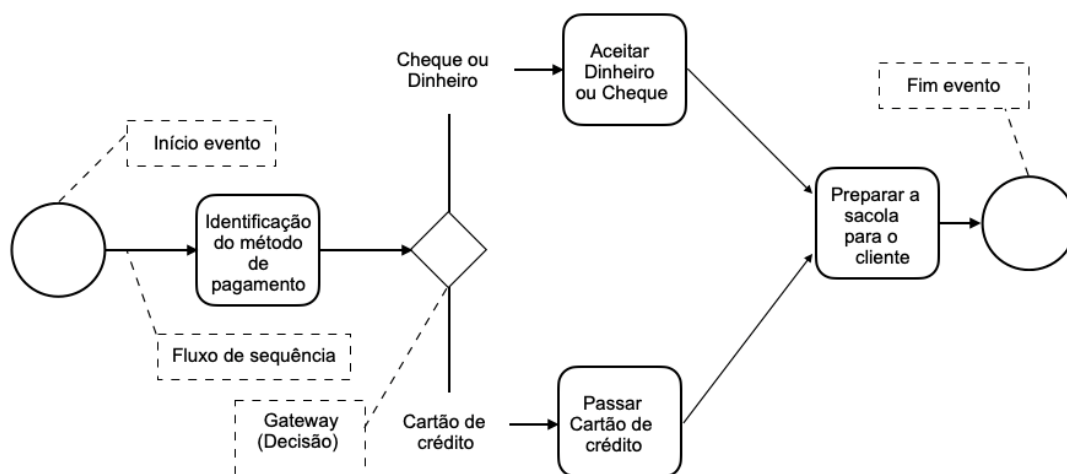 Cheque ou
Dinheiro
Aceitar
Dinheiro
ou Cheque
Fim evento
Início evento
Identificação
do método
de
pagamento
Preparar a
sacola
para o
cliente
Fluxo de sequência
Gateway
(Decisão)
Cartão de
crédito
Passar
Cartão de
crédito